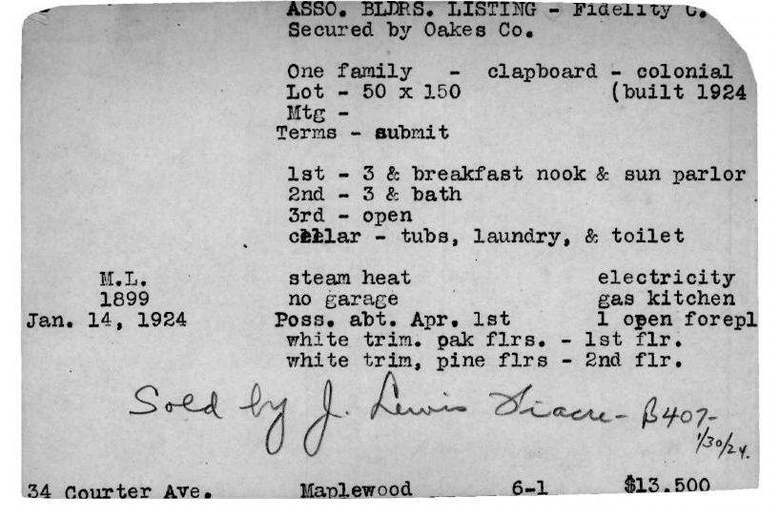 ASSO. BLDRS. LISTING - Fidelity C.
Secured by Oakes Co.
One family - clapboard - colonial
Lot - 50 x 150 (built 1924
Mtg -
Terms - submit
1st - 3 & breakfast nook & sun parlor
2nd - 3 & bath
3rd - open
cellar - tubs, laundry, & toilet
M.L. steam heat electricity
1899 no garage gas kitchen
Jan. 14, 1924 Poss. abt. Apr. 1st 1 open forepl
white trim. pak flrs. - 1st flr.
white trim, pine flrs - 2nd flr.
Sold by J. Lewis - B407-
1/30/24.
34 Courter Ave. Maplewood 6-1 $13.500